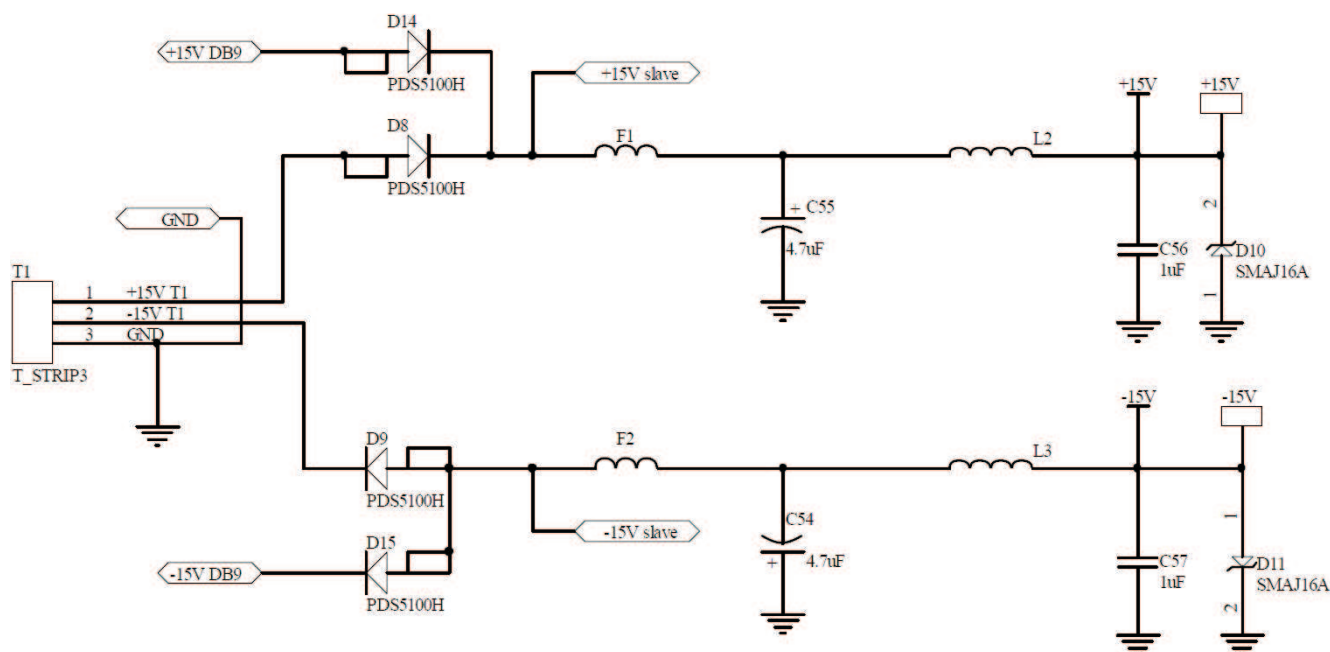 D14
+15V DB9
PDS5100H
+15V slave
+15V
+15V
D8
PDS5100H
F1
L2
GND
+ C55
4.7uF
2
C56
1uF
D10
SMAJ16A
1
T1
1 +15V T1
2 -15V T1
3 GND
T_STRIP3
-15V
-15V
D9
PDS5100H
F2
L3
-15V slave
C54
+
4.7uF
1
D15
-15V DB9
PDS5100H
C57
1uF
D11
SMAJ16A
2